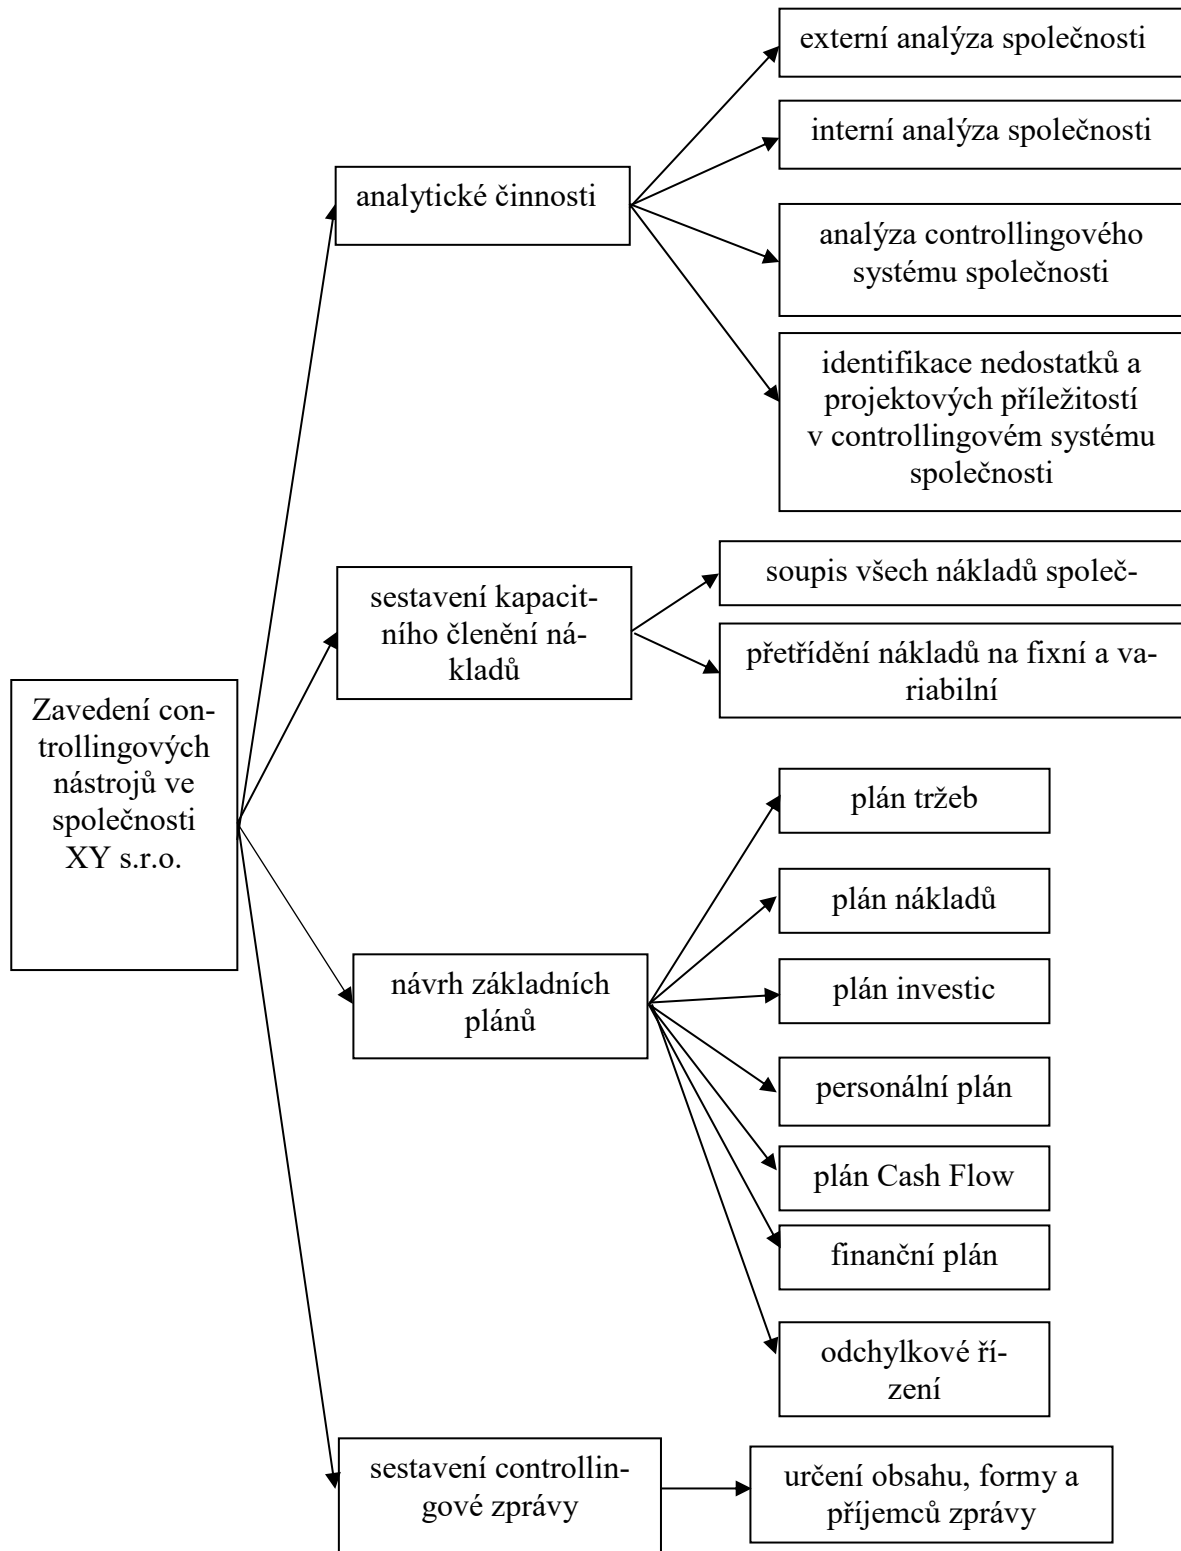 externí analýza společnosti
interní analýza společnosti
analytické činnosti
analýza controllingového
systému společnosti
identifikace nedostatků a
projektových příležitostí
v controllingovém systému
společnosti
soupis všech nákladů společ-
sestavení kapacit-
ního členění ná-
kladů
přetřídění nákladů na fixní a va-
riabilní
Zavedení con-
trollingových
nástrojů ve
společnosti
XY s.r.o.
plán tržeb
plán nákladů
návrh základních
plánů
plán investic
personální plán
plán Cash Flow
finanční plán
odchylkové ří-
zení
sestavení controllin-
gové zprávy
určení obsahu, formy a
příjemců zprávy